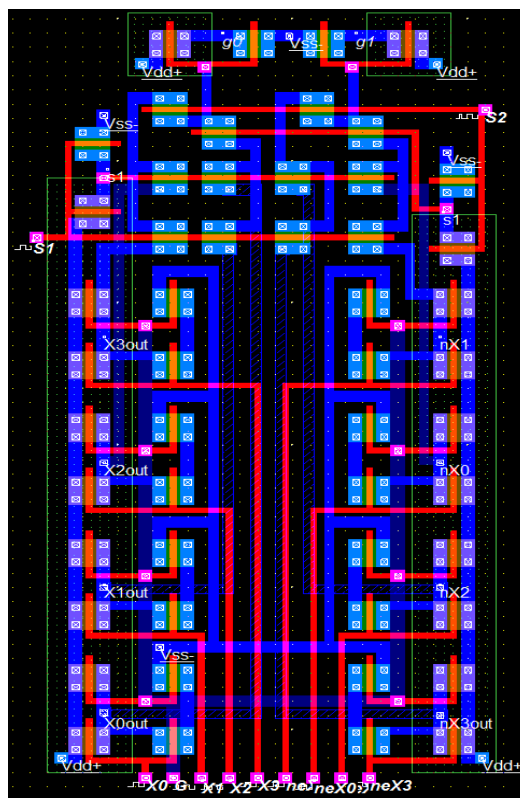 g0 Vss- g1
Vdd+ Vdd+
Vss- S2
Vss-
s1
s1
S1
X3out nX1
X2out nX0
X1out nX2
Vss-
X0out nX3out
Vdd+ Vdd+
X0 G X1 X2 X3 neX0 neX3